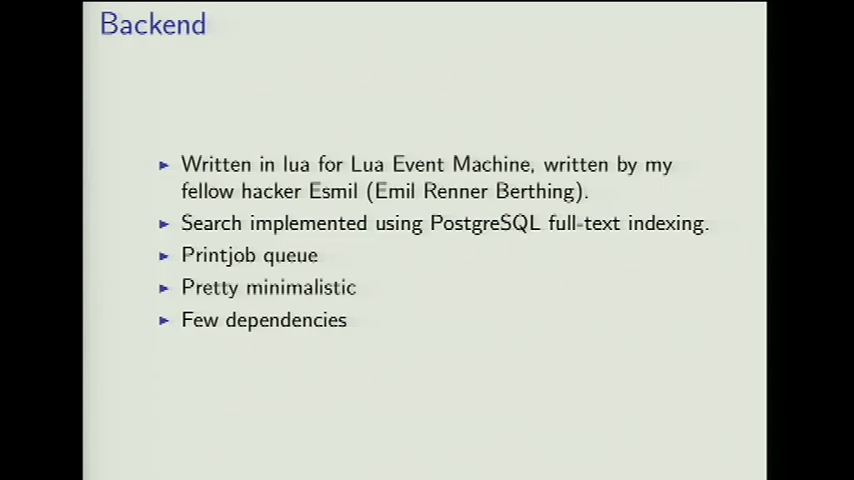 Backend
Written in lua for Lua Event Machine, written by my
fellow hacker Esmil (Emil Renner Berthing).
Search implemented using PostgreSQL full-text indexing.
Printjob queue
Pretty minimalistic
Few dependencies